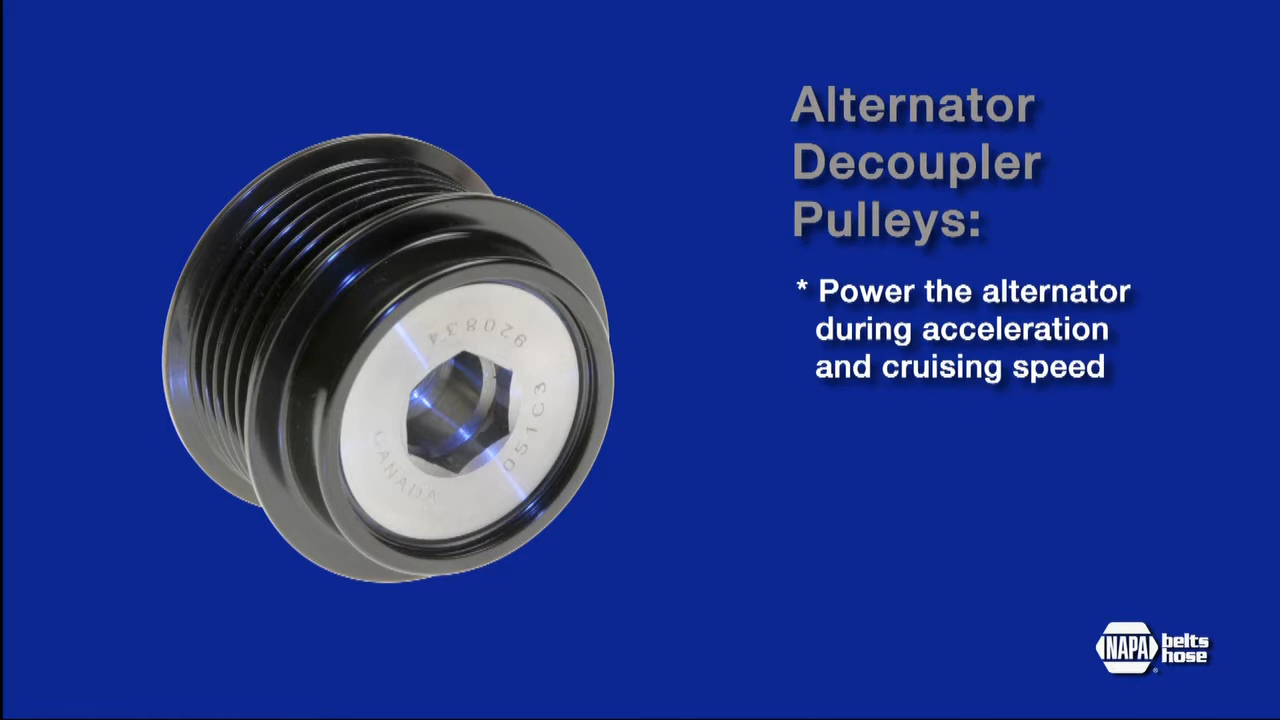 Alternator
Decoupler
Pulleys:
* Power the alternator
during acceleration
and cruising speed
920834
051C3
CANADA
NAPA
belts
hose